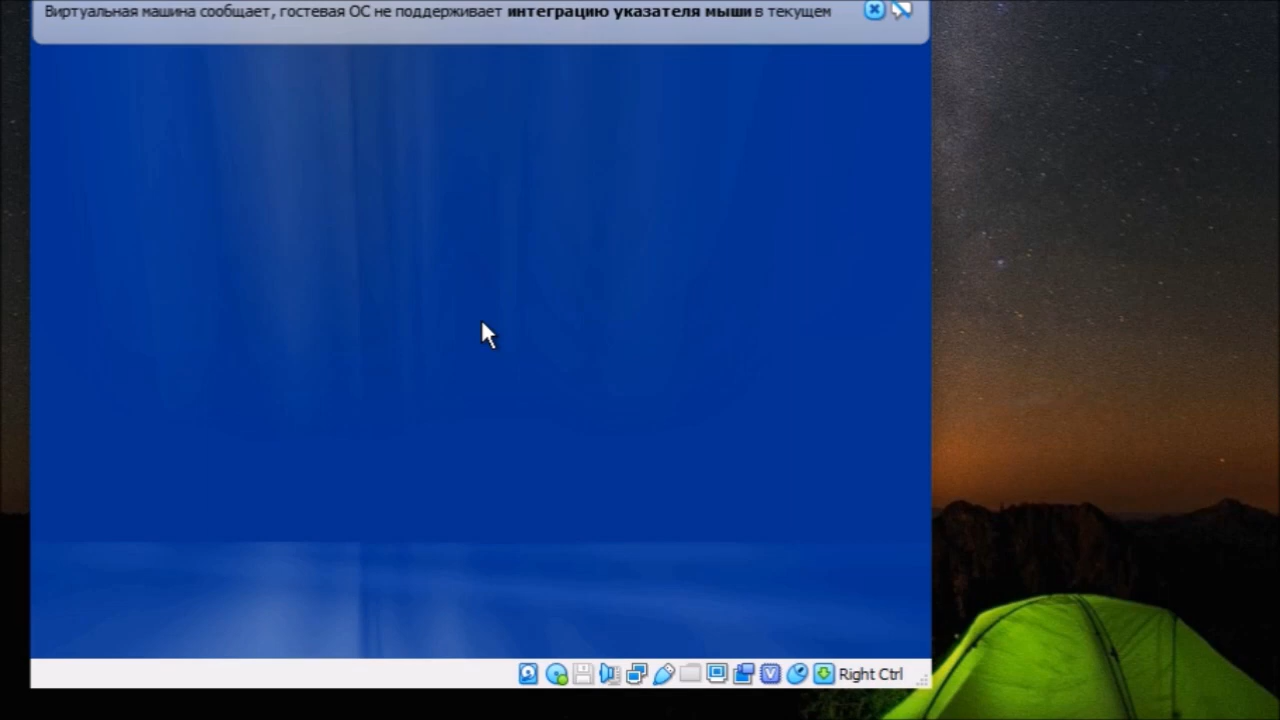 Виртуальная машина сообщает, гостевая ОС не поддерживает интеграцию указателя мыши в текущем
Right Ctrl